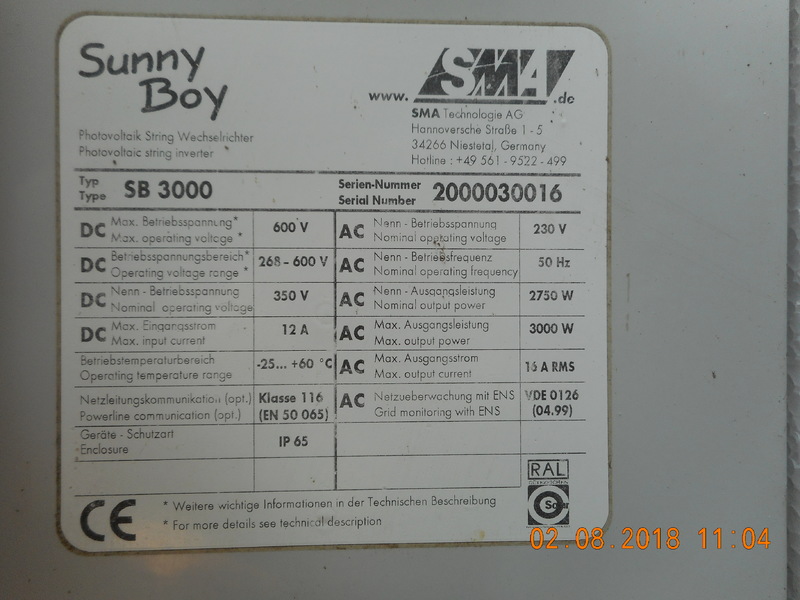 Sunny
Boy
SMA
www. .de
Photovoltaik String Wechselrichter
Photovoltaic string inverter
SMA Technologie AG
Hannoversche Straße 1 - 5
34266 Niestetal, Germany
Hotline : +49 561 - 9522 - 499
Typ
Type
SB 3000
Serien-Nummer
Serial Number
2000030016
DC Max. Betriebsspannung*
Max. operating voltage *
600 V
AC Nenn - Betriebsspannung
Nominal operating voltage
230 V
DC Betriebsspannungsbereich*
Operating voltage range *
268 - 600 V
AC Nenn - Betriebsfrequenz
Nominal operating frequency
50 Hz
DC Nenn - Betriebsspannung
Nominal operating voltage
350 V
AC Nenn - Ausgangsleistung
Nominal output power
2750 W
DC Max. Eingangsstrom
Max. input current
12 A
AC Max. Ausgangsleistung
Max. output power
3000 W
Betriebstemperaturbereich
Operating temperature range
-25... +60 °C
AC Max. Ausgangsstrom
Max. output current
16 A RMS
Netzleitungskommunikation (opt.)
Powerline communication (opt.)
Klasse 116
(EN 50 065)
AC Netzueberwachung mit ENS
Grid monitoring with ENS
VDE 0126
(04.99)
Geräte - Schutzart
Enclosure
IP 65
RAL
Solar
CE
* Weitere wichtige Informationen in der Technischen Beschreibung
* For more details see technical description
02.08.2018 11:04